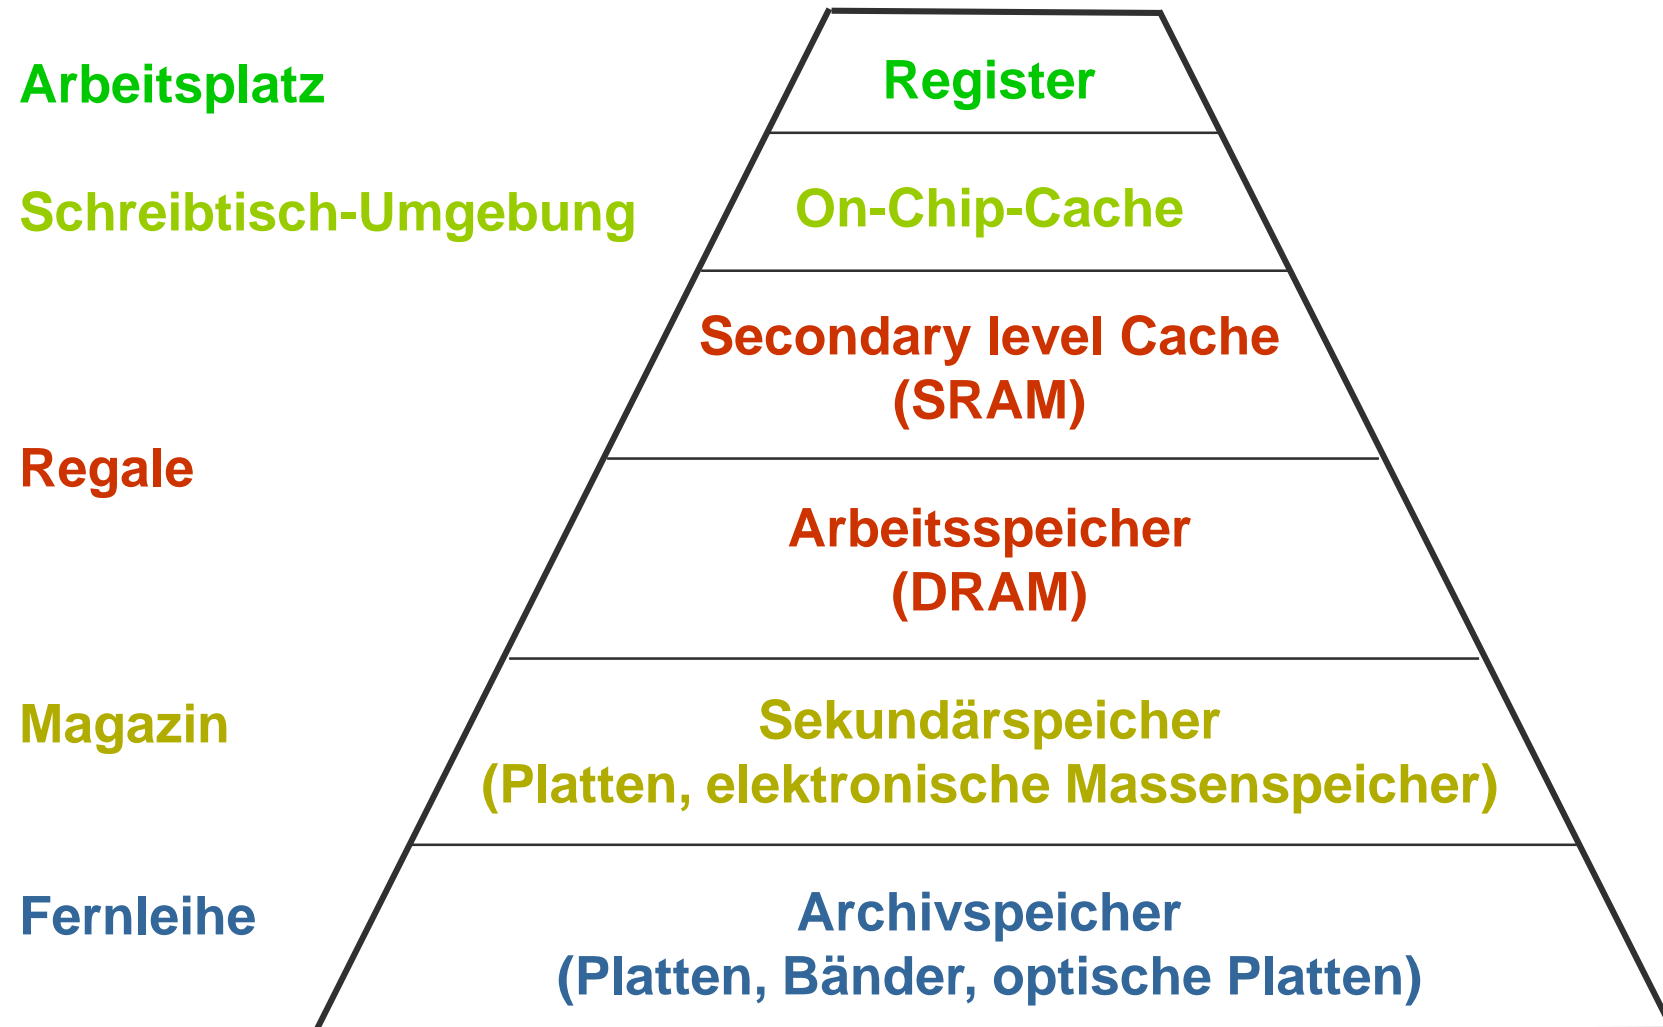 Arbeitsplatz
Register
Schreibtisch-Umgebung
On-Chip-Cache
Secondary level Cache
(SRAM)
Regale
Arbeitsspeicher
(DRAM)
Magazin
Sekundärspeicher
(Platten, elektronische Massenspeicher)
Fernleihe
Archivspeicher
(Platten, Bänder, optische Platten)